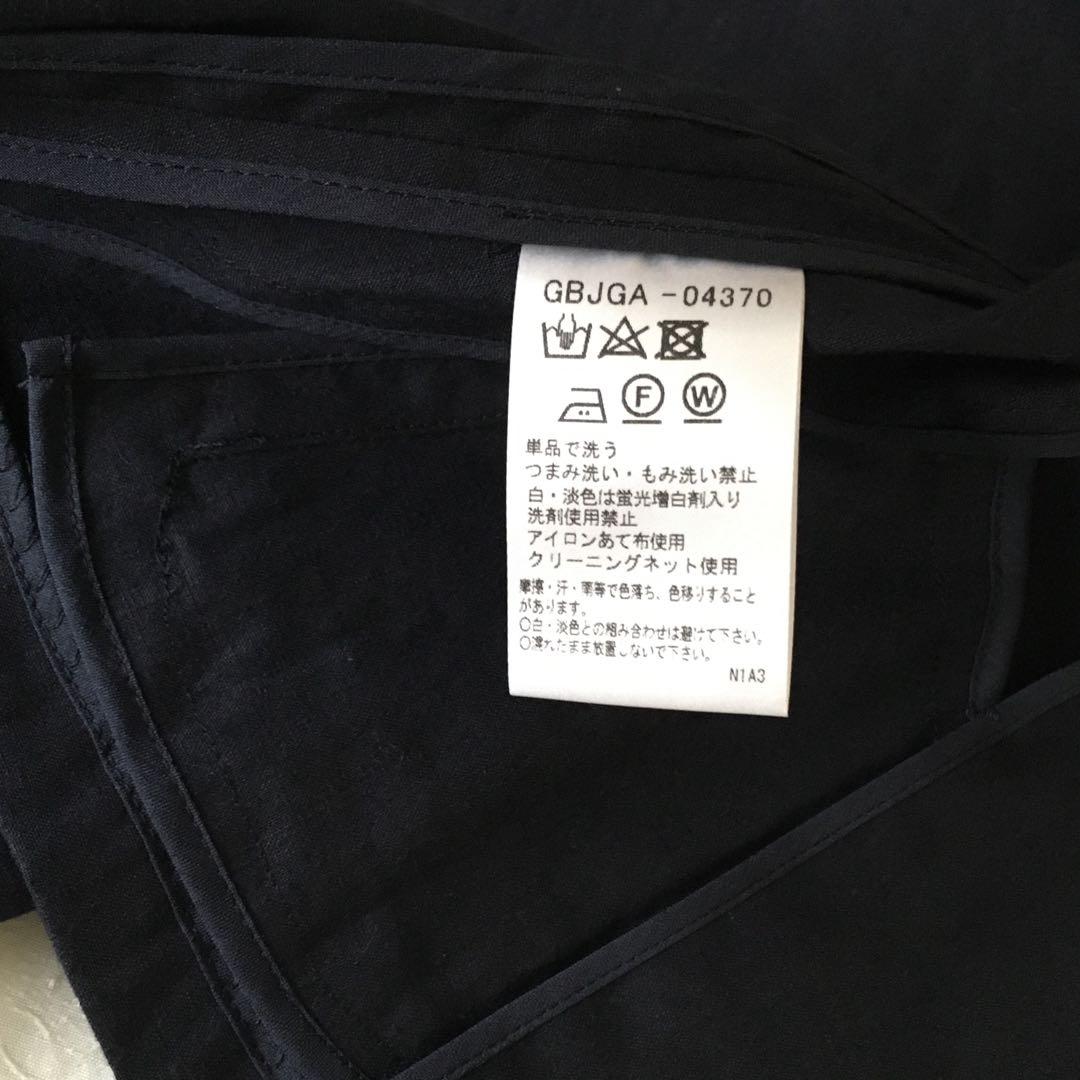 GBJGA -04370
F W
単品で洗う
つまみ洗い・もみ洗い禁止
白・淡色は蛍光増白剤入り
洗剤使用禁止
アイロンあて布使用
クリーニングネット使用
摩擦・汗・雨等で色落ち、色移りすること
があります。
○白・淡色との組み合わせは避けて下さい。
○濡れたまま放置しないで下さい。
N1A3